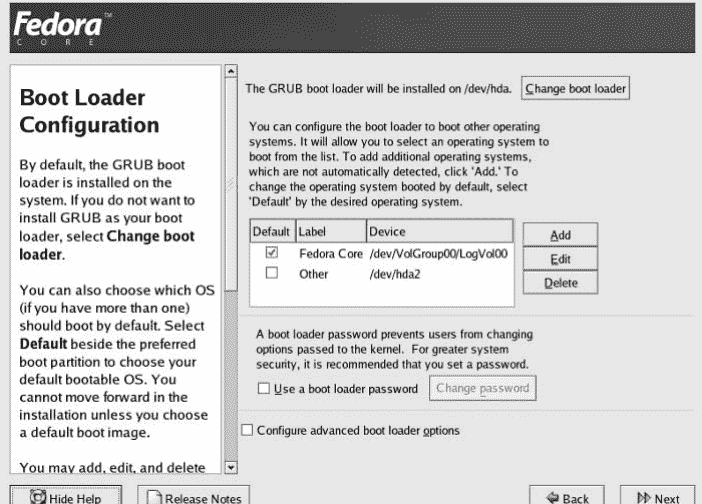 Fedora™
C O R E
Boot Loader
Configuration
By default, the GRUB boot
loader is installed on the
system. If you do not want to
install GRUB as your boot
loader, select Change boot
loader.
You can also choose which OS
(if you have more than one)
should boot by default. Select
Default beside the preferred
boot partition to choose your
default bootable OS. You
cannot move forward in the
installation unless you choose
a default boot image.
You may add, edit, and delete
The GRUB boot loader will be installed on /dev/hda.
Change boot loader
You can configure the boot loader to boot other operating
systems. It will allow you to select an operating system to
boot from the list. To add additional operating systems,
which are not automatically detected, click 'Add.' To
change the operating system booted by default, select
'Default' by the desired operating system.
Default Label Device
Fedora Core /dev/VolGroup00/LogVol00
Other /dev/hda2
Add
Edit
Delete
A boot loader password prevents users from changing
options passed to the kernel. For greater system
security, it is recommended that you set a password.
Use a boot loader password
Change password
Configure advanced boot loader options
Hide Help
Release Notes
Back
Next